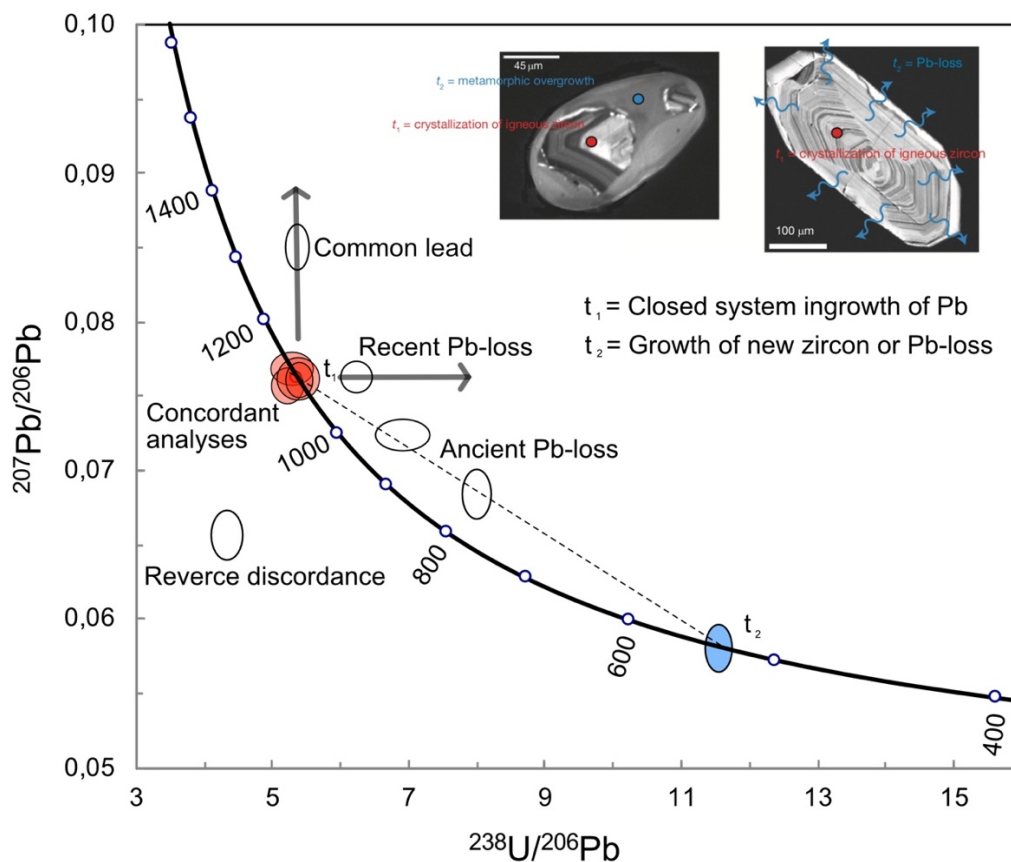 0,10
0,09
0,08
0,07
0,06
0,05
207Pb/206Pb
3
5
7
9
11
13
15
238U/206Pb
1400
1200
1000
800
600
400
45 µm
t2 = metamorphic overgrowth
t1 = crystallization of igneous zircon
t2 = Pb-loss
t1 = crystallization of igneous zircon
100 µm
t1 = Closed system ingrowth of Pb
t2 = Growth of new zircon or Pb-loss
Common lead
Recent Pb-loss
t1
Concordant
analyses
Ancient Pb-loss
Reverce discordance
t2